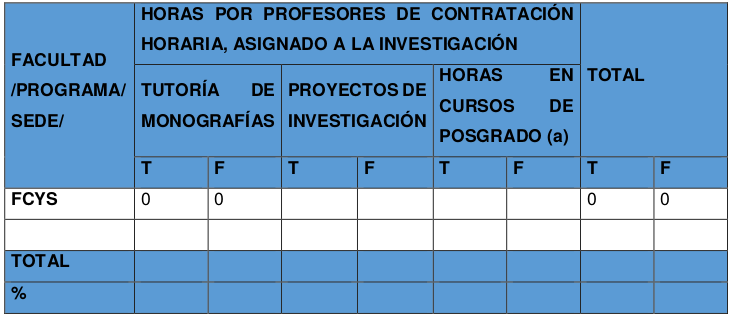 FACULTAD
/PROGRAMA/
SEDE/
HORAS POR PROFESORES DE CONTRATACIÓN
HORARIA, ASIGNADO A LA INVESTIGACIÓN
TOTAL
TUTORÍA DE
MONOGRAFÍAS
PROYECTOS DE
INVESTIGACIÓN
HORAS EN
CURSOS DE
POSGRADO (a)
T F T F T F T F
FCYS 0 0 0 0
TOTAL
%